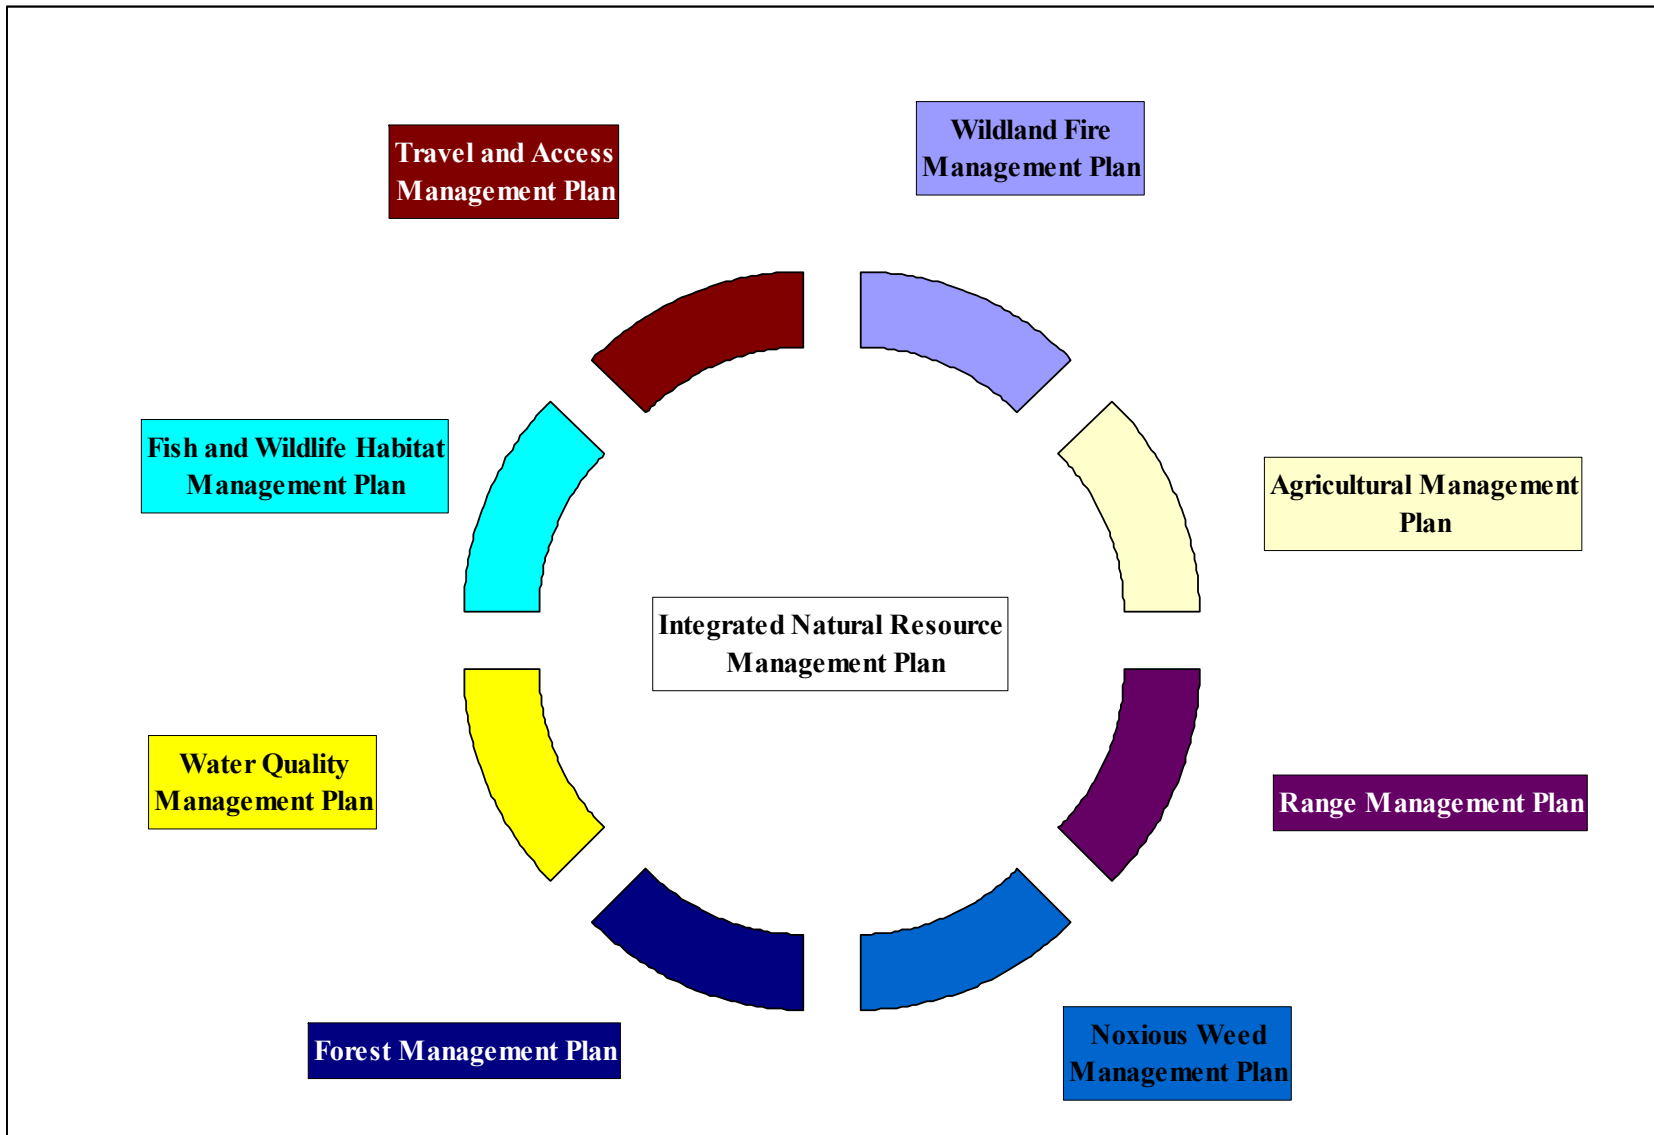 Travel and Access
Management Plan
Wildland Fire
Management Plan
Fish and Wildlife Habitat
Management Plan
Agricultural Management
Plan
Integrated Natural Resource
Management Plan
Water Quality
Management Plan
Range Management Plan
Forest Management Plan
Noxious Weed
Management Plan